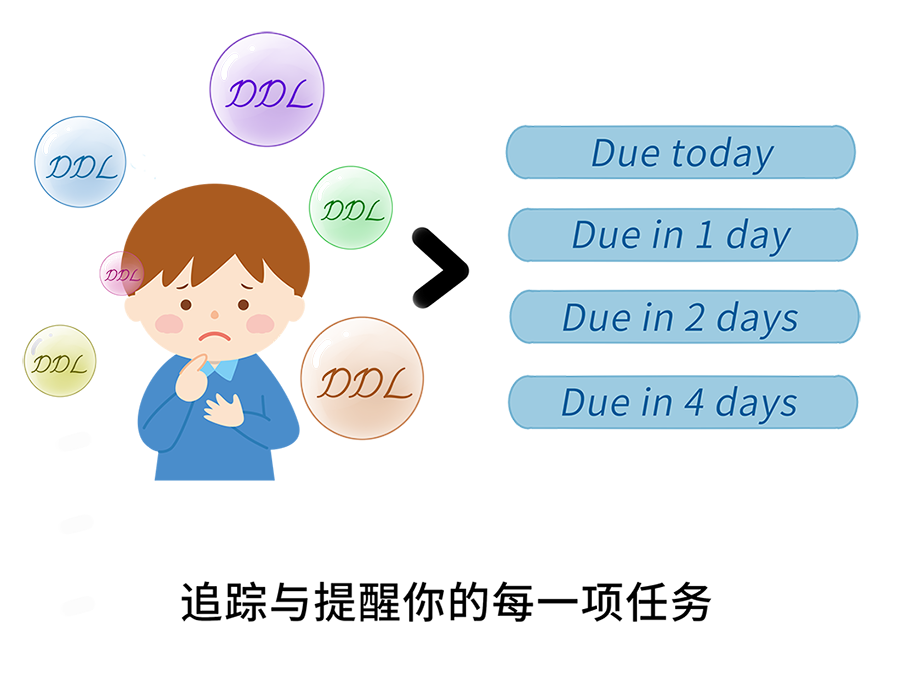 DDL
DDL
DDL
DDL
DDL
DDL
Due today
Due in 1 day
Due in 2 days
Due in 4 days
追踪与提醒你的每一项任务